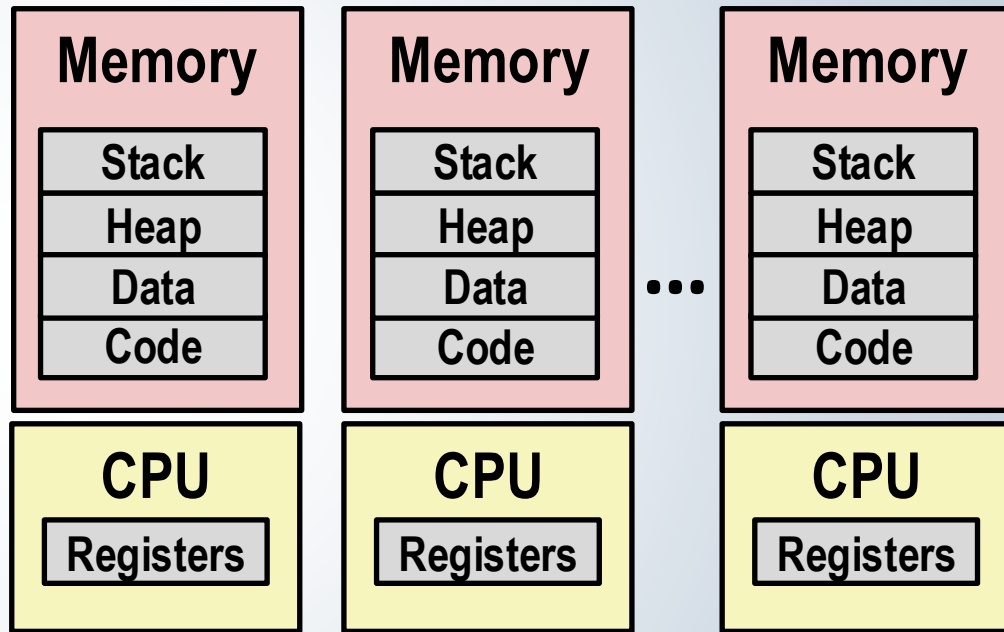 Memory
Stack
Heap
Data
Code
CPU
Registers
Memory
Stack
Heap
Data
Code
CPU
Registers
...
Memory
Stack
Heap
Data
Code
CPU
Registers